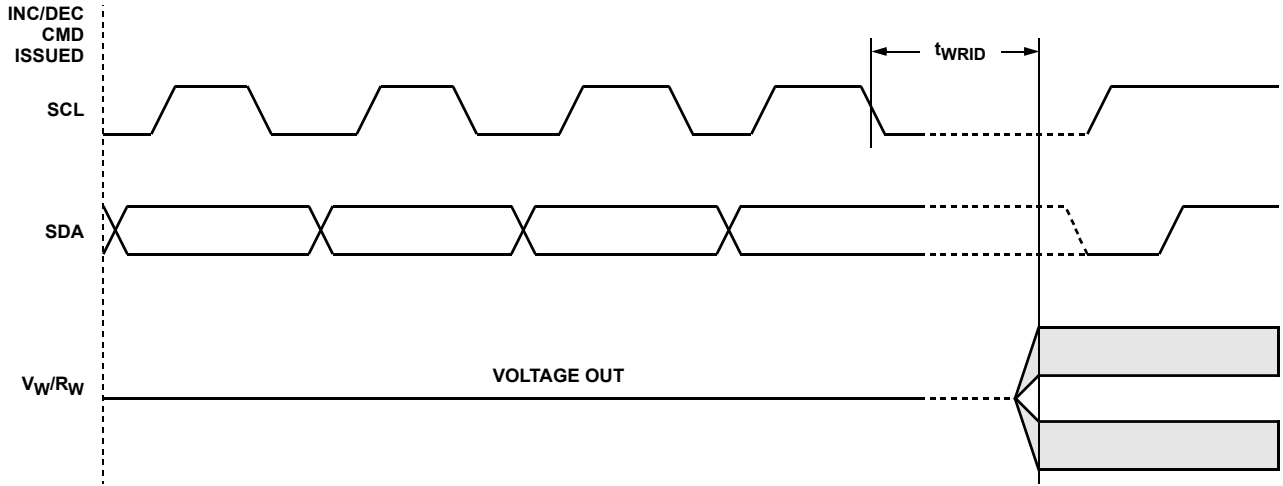 INC/DEC
CMD
ISSUED
tWRID
SCL
SDA
VOLTAGE OUT
VW/RW